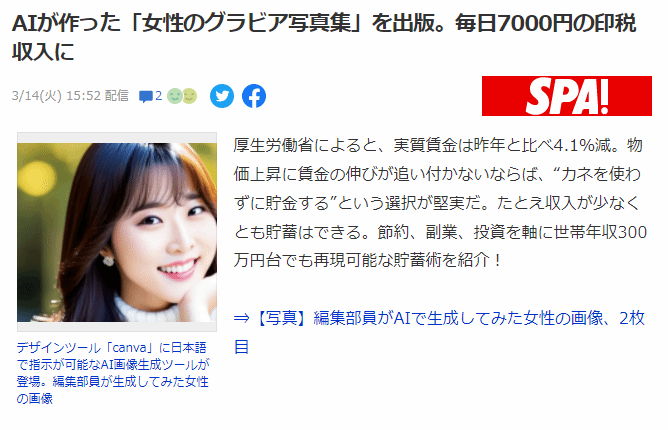 AIが作った「女性のグラビア写真集」を出版。毎日7000円の印税
収入に
3/14(火) 15:52 配信
2
SPA!
厚生労働省によると、実質賃金は昨年と比べ4.1%減。物
価上昇に賃金の伸びが追い付かないならば、“カネを使わ
ずに貯金する”という選択が堅実だ。たとえ収入が少なく
とも貯蓄はできる。節約、副業、投資を軸に世帯年収300
万円台でも再現可能な貯蓄術を紹介！
⇒【写真】編集部員がAIで生成してみた女性の画像、2枚
目
デザインツール「canva」に日本語
で指示が可能なAI画像生成ツールが
登場。編集部員が生成してみた女性
の画像